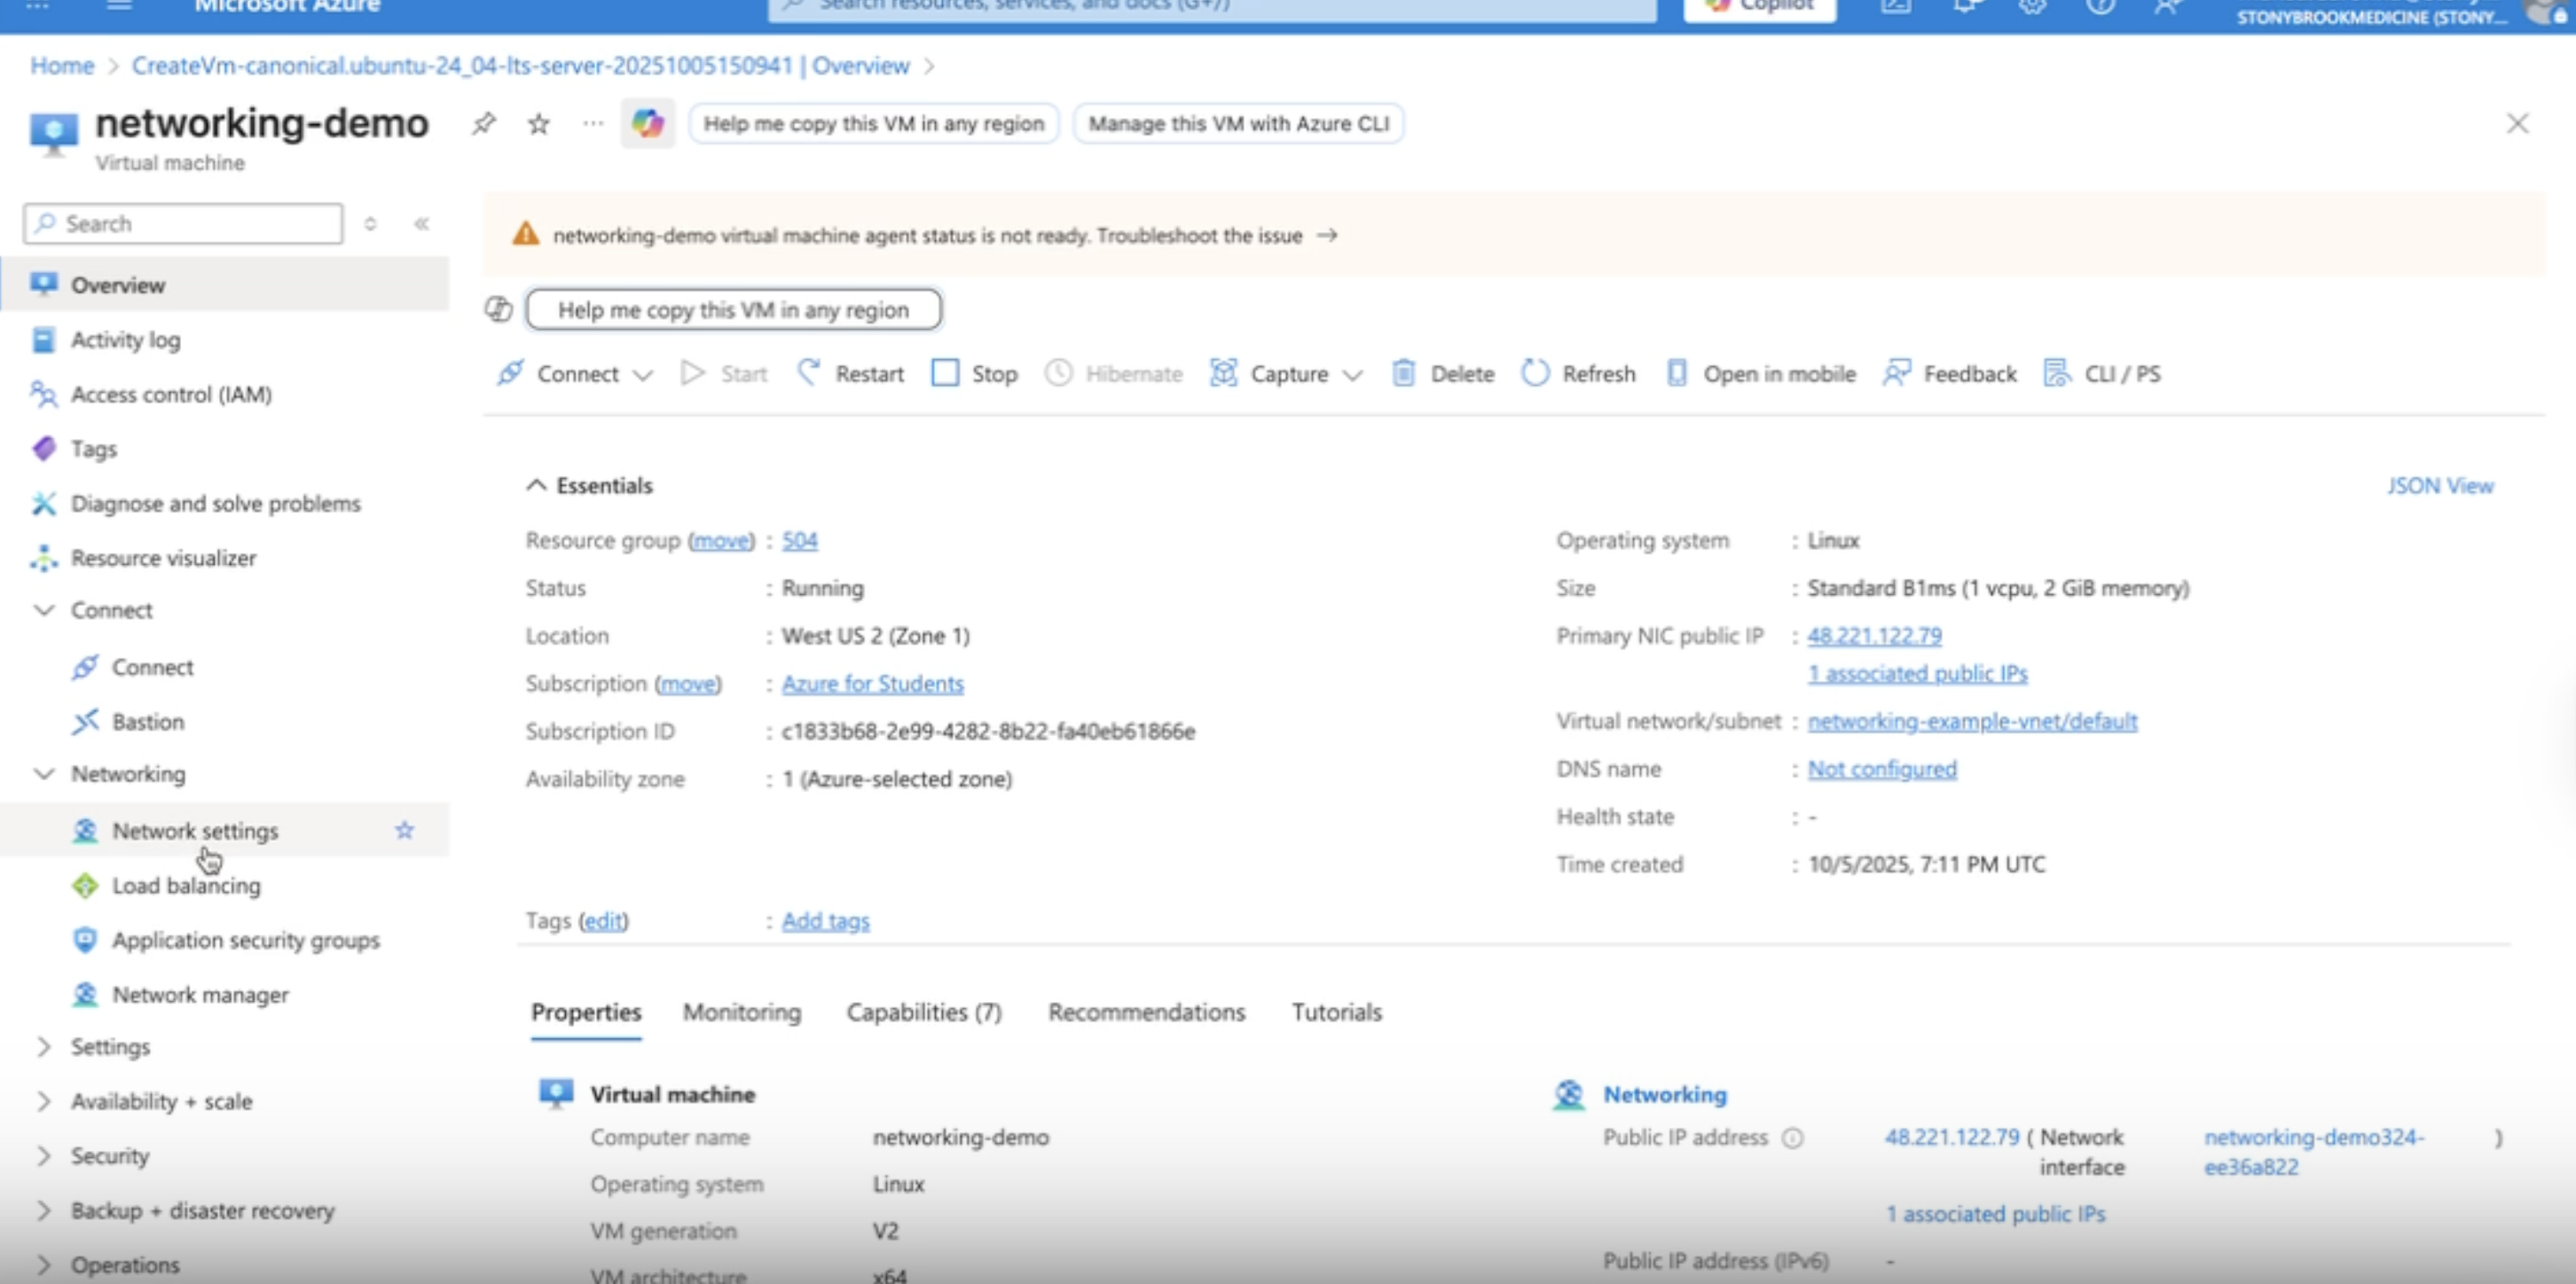 Microsoft Azure
Search resources, services, and docs (G+/)
Copilot
STONYBROOKMEDICINE (STONY...
Home > CreateVm-canonical.ubuntu-24_04-lts-server-20251005150941 | Overview >
networking-demo
Virtual machine
Help me copy this VM in any region
Manage this VM with Azure CLI
Search
Overview
Activity log
Access control (IAM)
Tags
Diagnose and solve problems
Resource visualizer
Connect
Connect
Bastion
Networking
Network settings
Load balancing
Application security groups
Network manager
Settings
Availability + scale
Security
Backup + disaster recovery
Operations
networking-demo virtual machine agent status is not ready. Troubleshoot the issue →
Help me copy this VM in any region
Connect Start Restart Stop Hibernate Capture Delete Refresh Open in mobile Feedback CLI / PS
Essentials
JSON View
Resource group (move) : 504
Status : Running
Location : West US 2 (Zone 1)
Subscription (move) : Azure for Students
Subscription ID : c1833b68-2e99-4282-8b22-fa40eb61866e
Availability zone : 1 (Azure-selected zone)
Operating system : Linux
Size : Standard B1ms (1 vcpu, 2 GiB memory)
Primary NIC public IP : 48.221.122.79
1 associated public IPs
Virtual network/subnet : networking-example-vnet/default
DNS name : Not configured
Health state : -
Time created : 10/5/2025, 7:11 PM UTC
Tags (edit) : Add tags
Properties Monitoring Capabilities (7) Recommendations Tutorials
Virtual machine
Computer name networking-demo
Operating system Linux
VM generation V2
VM architecture x64
Networking
Public IP address 48.221.122.79 ( Network interface networking-demo324-ee36a822 )
1 associated public IPs
Public IP address (IPv6) -